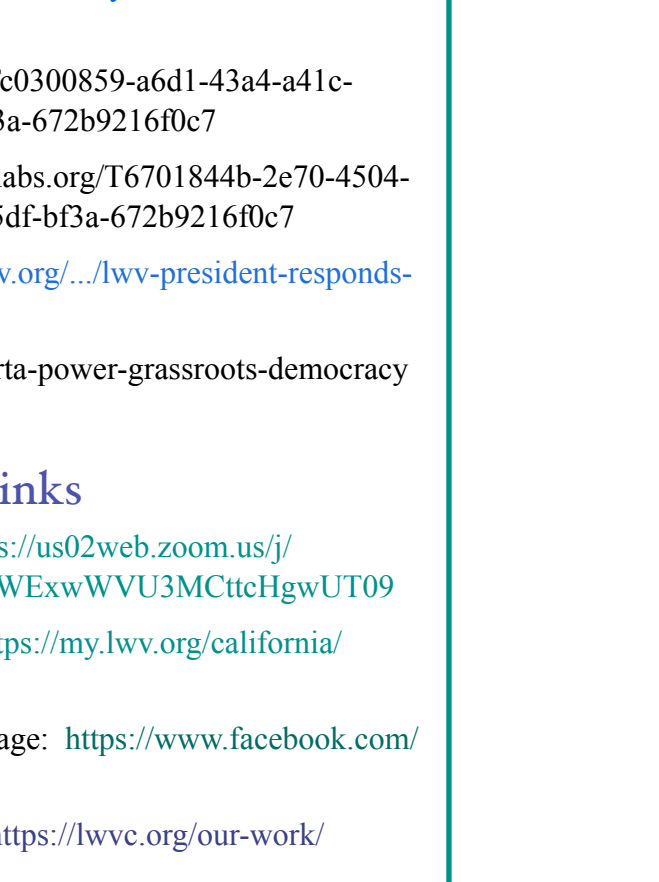 c0300859-a6d1-43a4-a41c-
3a-672b9216f0c7
labs.org/T6701844b-2e70-4504-
5df-bf3a-672b9216f0c7
v.org/.../lwv-president-responds-
rta-power-grassroots-democracy
inks
s://us02web.zoom.us/j/
WExwWVU3MCttcHgwUT09
tps://my.lwv.org/california/
age: https://www.facebook.com/
https://lwvc.org/our-work/